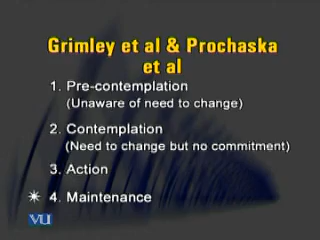 Grimley et al & Prochaska
et al
1. Pre-contemplation
(Unaware of need to change)
2. Contemplation
(Need to change but no commitment)
3. Action
4. Maintenance
VU